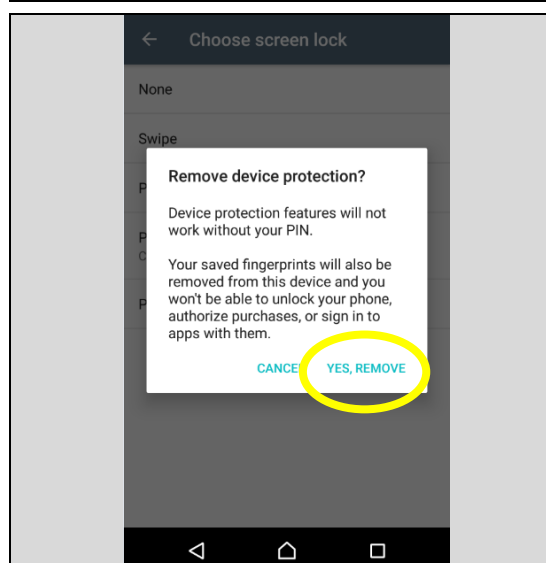 Choose screen lock
None
Swipe
P
Remove device protection?
Device protection features will not
work without your PIN.
P
C
Your saved fingerprints will also be
removed from this device and you
won't be able to unlock your phone,
P
authorize purchases, or sign in to
apps with them.
CANCE
YES, REMOVE